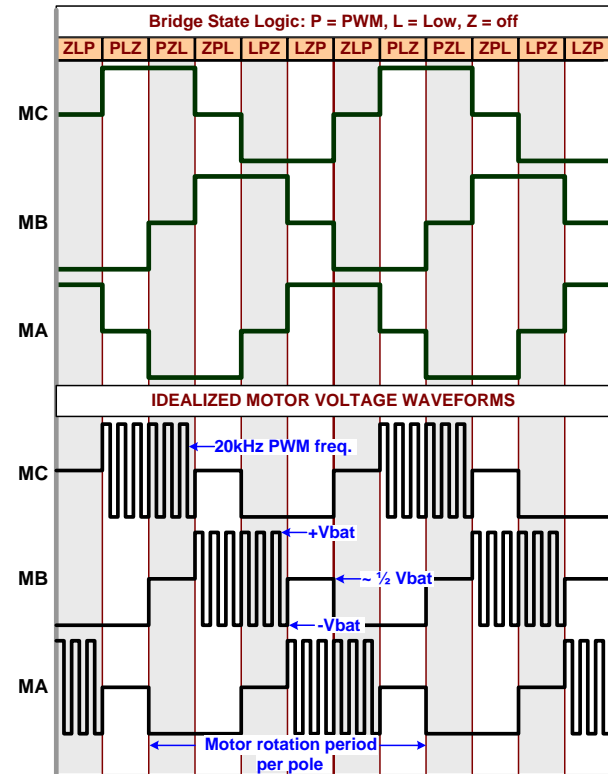 Bridge State Logic: P = PWM, L = Low, Z = off
ZLP PLZ PZL ZPL LPZ LZP ZLP PLZ PZL ZPL LPZ LZP
MC
MB
MA
IDEALIZED MOTOR VOLTAGE WAVEFORMS
20kHz PWM freq.
MC
+Vbat
MB
~ ½ Vbat
-Vbat
MA
Motor rotation period
per pole